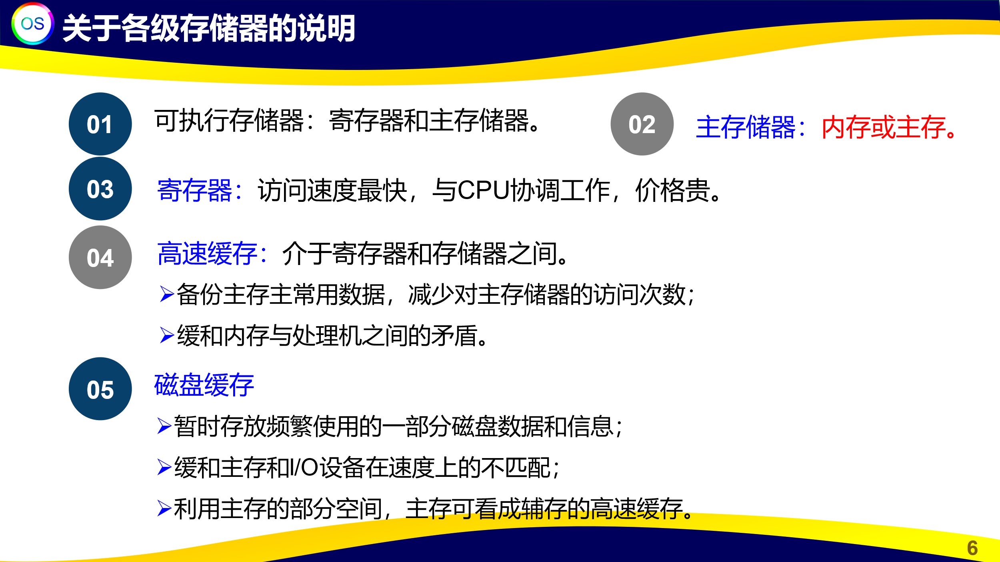 OS
关于各级存储器的说明
01
可执行存储器：寄存器和主存储器。
02
主存储器：内存或主存。
03
寄存器：访问速度最快，与CPU协调工作，价格贵。
04
高速缓存：介于寄存器和存储器之间。
➢备份主存主常用数据，减少对主存储器的访问次数；
➢缓和内存与处理机之间的矛盾。
05
磁盘缓存
➢暂时存放频繁使用的一部分磁盘数据和信息；
➢缓和主存和I/O设备在速度上的不匹配；
➢利用主存的部分空间，主存可看成辅存的高速缓存。
6